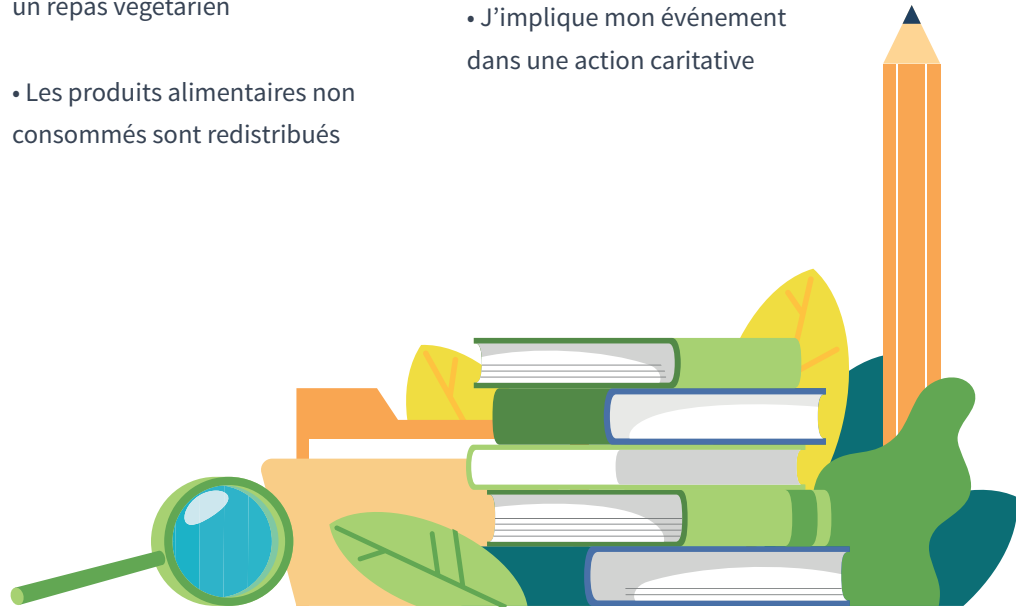 un repas végétarien
• Les produits alimentaires non
consommés sont redistribués
• J’implique mon événement
dans une action caritative